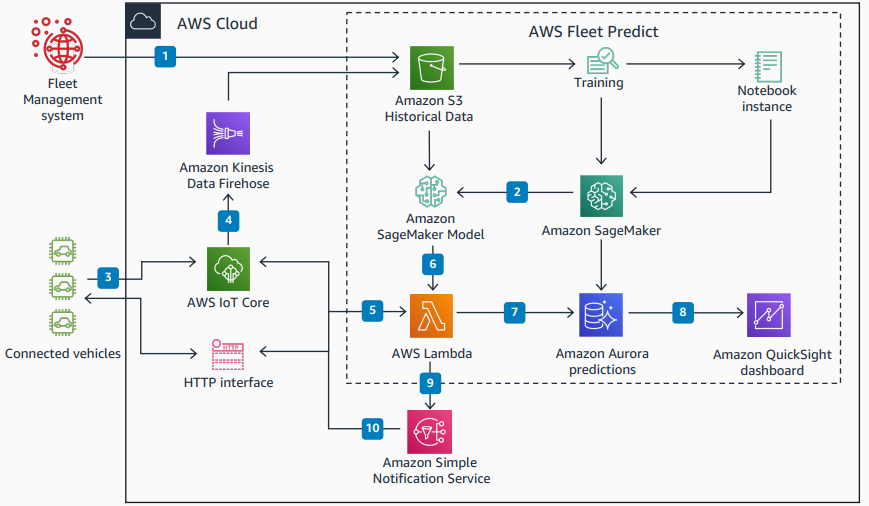 AWS Cloud
AWS Fleet Predict
1
Fleet
Management
system
Amazon S3
Historical Data
Training
Notebook
instance
Amazon Kinesis
Data Firehose
4
2
Amazon
SageMaker Model
Amazon SageMaker
6
3
AWS IoT Core
5
7
8
Connected vehicles
HTTP
HTTP interface
AWS Lambda
Amazon Aurora
predictions
Amazon QuickSight
dashboard
9
10
Amazon Simple
Notification Service